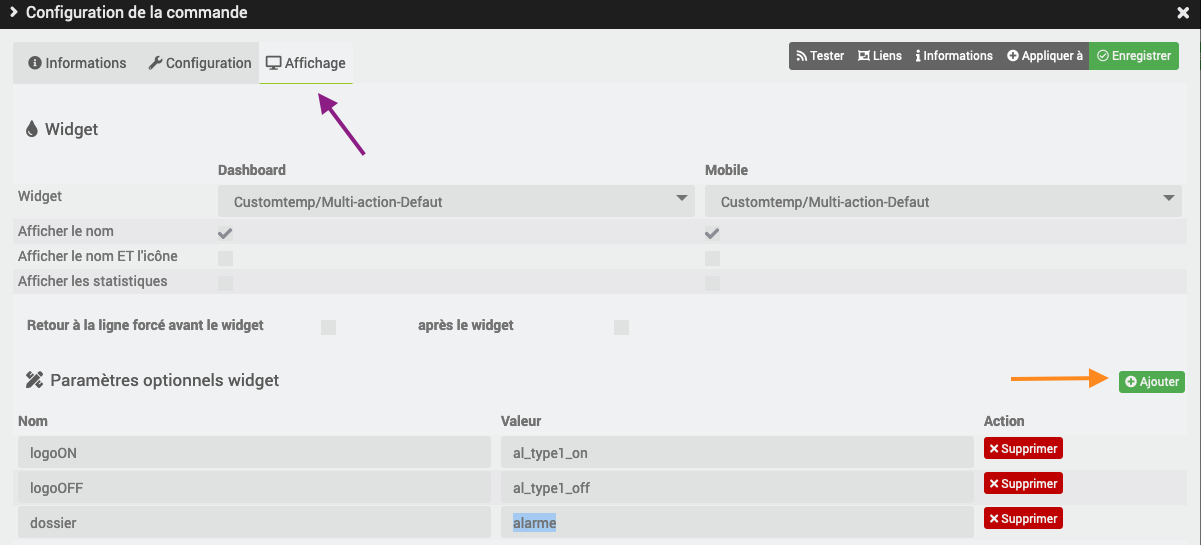 Configuration de la commande
Informations Configuration Affichage
Tester Liens Informations Appliquer à Enregistrer
Widget
Dashboard Mobile
Widget Customtemp/Multi-action-Defaut Customtemp/Multi-action-Defaut
Afficher le nom
Afficher le nom ET l'icône
Afficher les statistiques
Retour à la ligne forcé avant le widget après le widget
Paramètres optionnels widget Ajouter
Nom Valeur Action
logoON al_type1_on Supprimer
logoOFF al_type1_off Supprimer
dossier alarme Supprimer